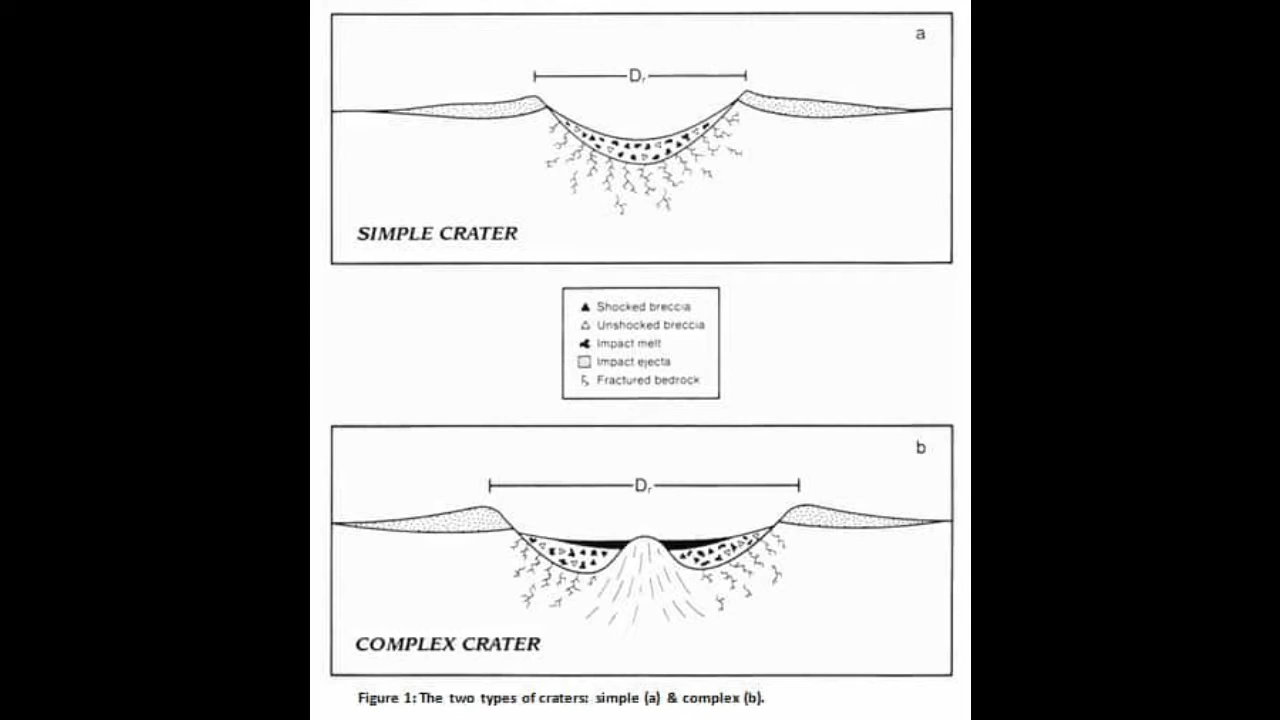 a
Dr
SIMPLE CRATER
Shocked breccia
Unshocked breccia
Impact melt
Impact ejecta
Fractured bedrock
b
Dr
COMPLEX CRATER
Figure 1: The two types of craters: simple (a) & complex (b).